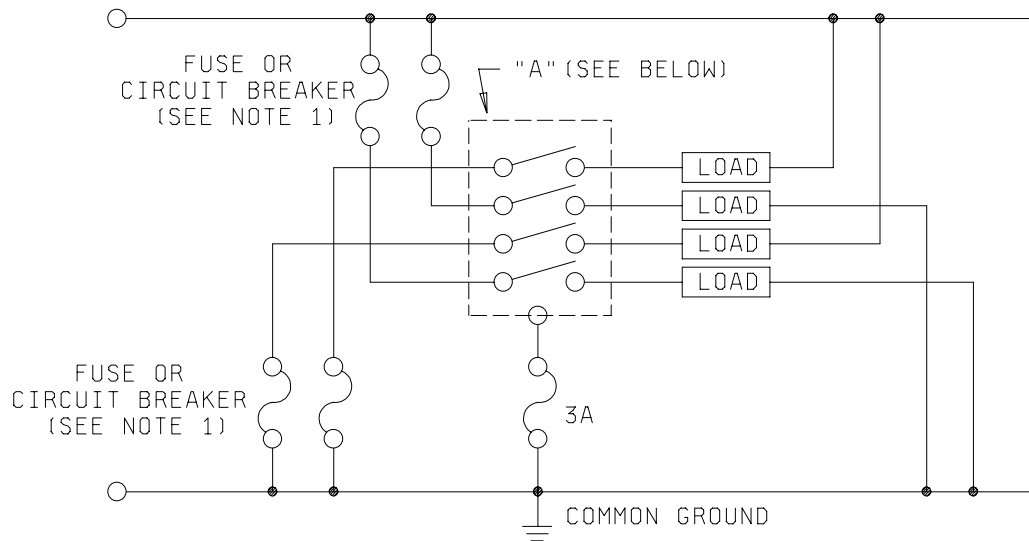 FUSE OR
CIRCUIT BREAKER
(SEE NOTE 1)
"A" (SEE BELOW)
LOAD
LOAD
LOAD
LOAD
FUSE OR
CIRCUIT BREAKER
(SEE NOTE 1)
3A
COMMON GROUND